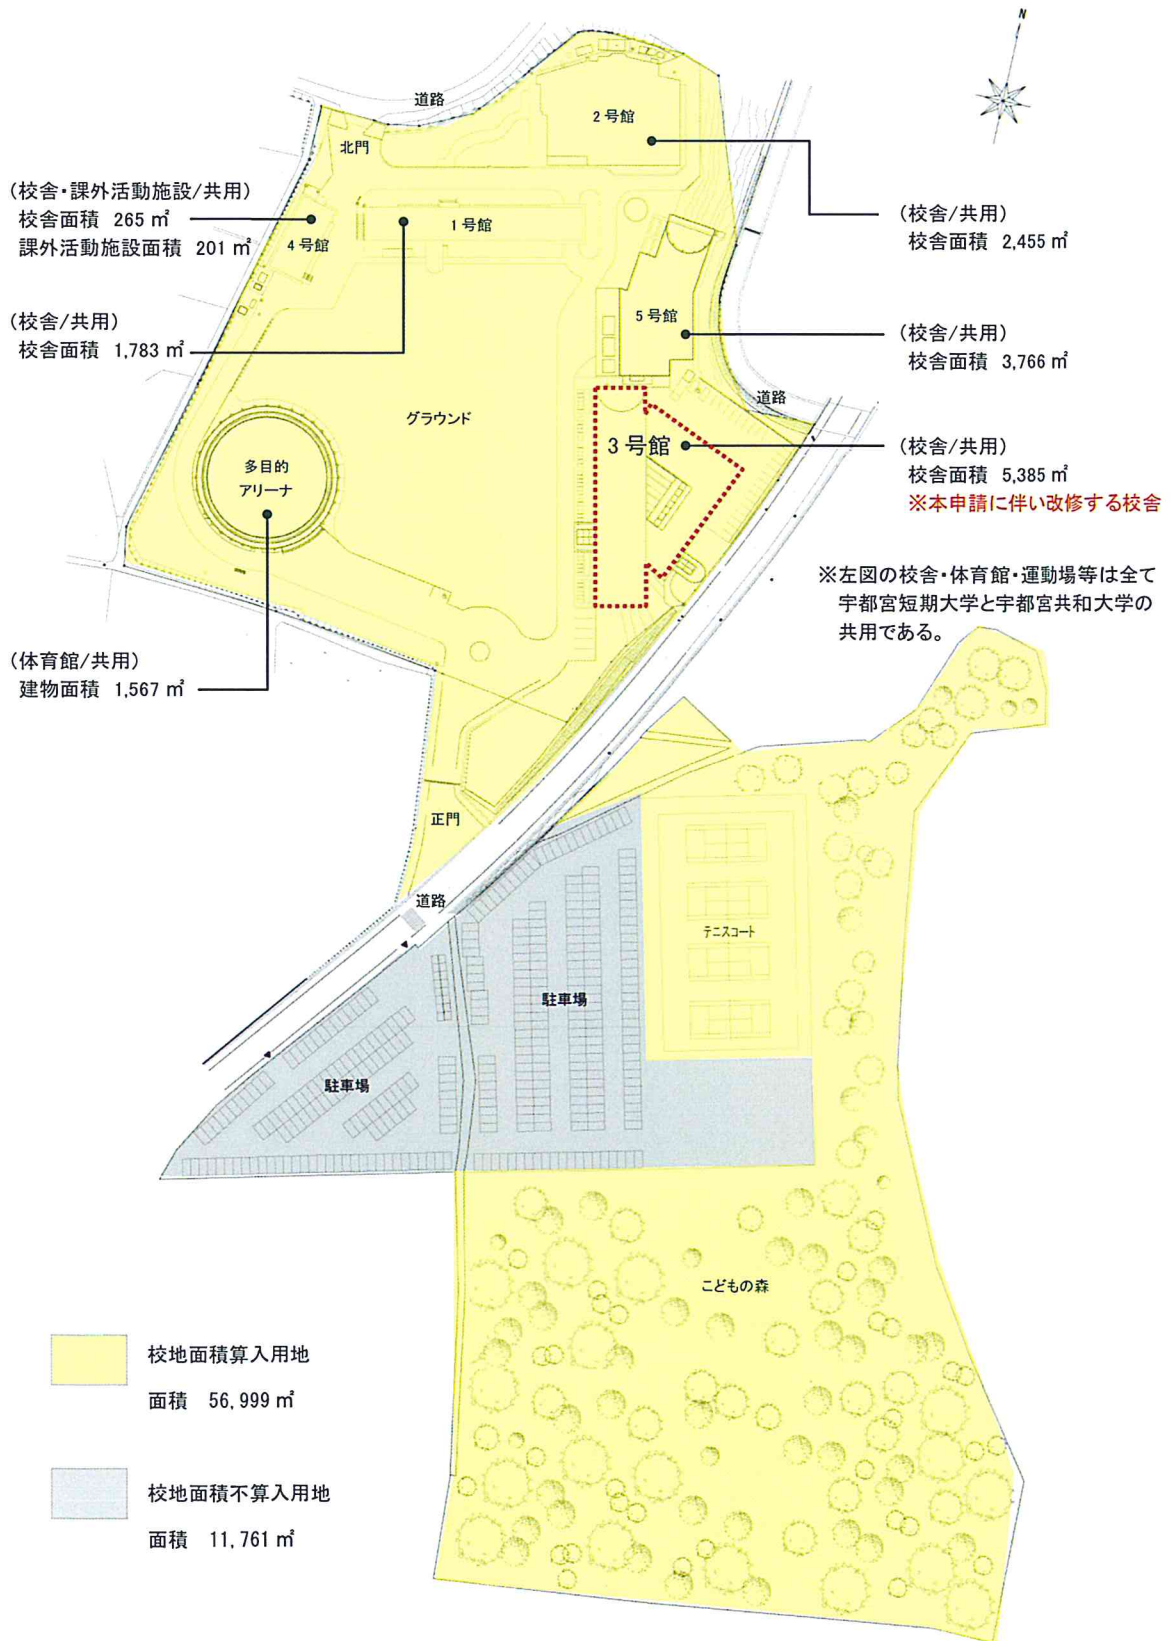 N
道路
2 号館
北門
(校舎・課外活動施設/共用)
校舎面積 265 ㎡
課外活動施設面積 201 ㎡
4 号館
1 号館
(校舎/共用)
校舎面積 2,455 ㎡
(校舎/共用)
校舎面積 1,783 ㎡
5 号館
(校舎/共用)
校舎面積 3,766 ㎡
道路
グラウンド
3 号館
(校舎/共用)
校舎面積 5,385 ㎡
※本申請に伴い改修する校舎
多目的
アリーナ
※左図の校舎・体育館・運動場等は全て
宇都宮短期大学と宇都宮共和大学の
共用である。
(体育館/共用)
建物面積 1,567 ㎡
正門
道路
テニスコート
駐車場
駐車場
こどもの森
校地面積算入用地
面積 56,999 ㎡
校地面積不算入用地
面積 11,761 ㎡